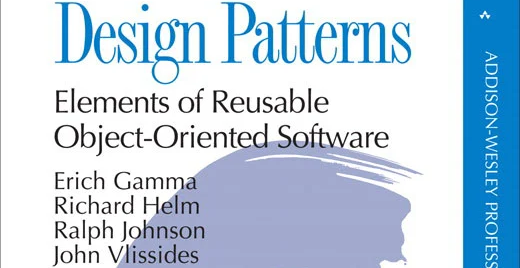 Design Patterns
Elements of Reusable
Object-Oriented Software
Erich Gamma
Richard Helm
Ralph Johnson
John Vlissides
ADDISON-WESLEY PROFESS